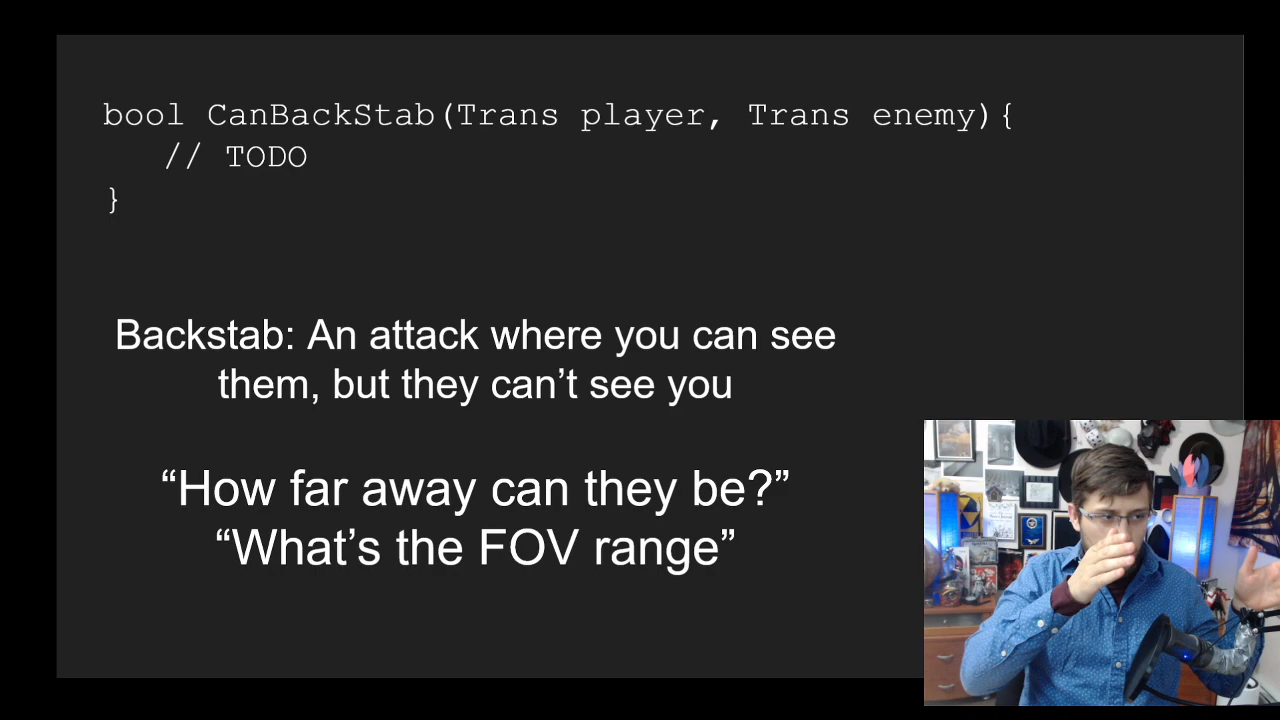 bool CanBackStab(Trans player, Trans enemy){
// TODO
}
Backstab: An attack where you can see
them, but they can’t see you
“How far away can they be?”
“What’s the FOV range”